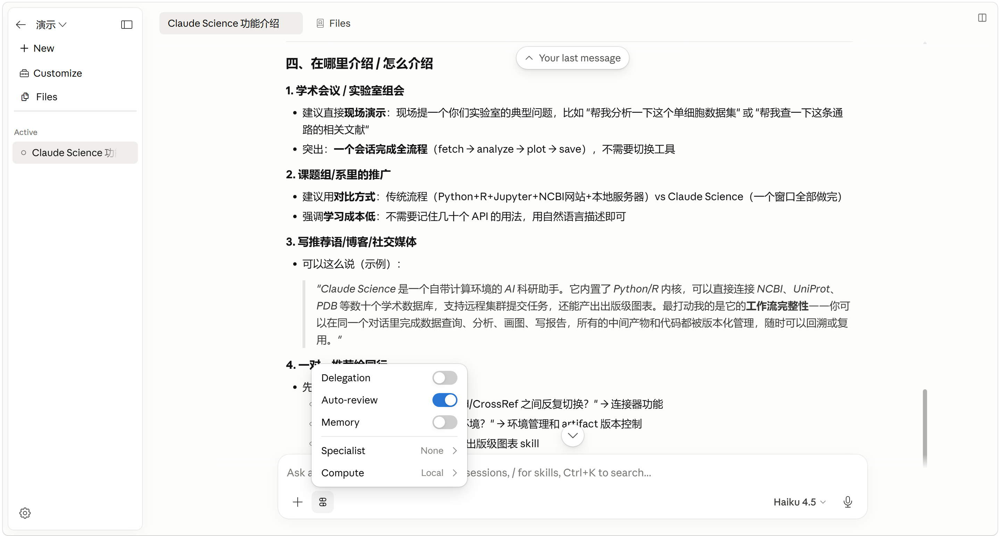 演示
New
Customize
Files
Active
Claude Science 功
Claude Science 功能介绍
Files
Your last message
四、在哪里介绍 / 怎么介绍
1. 学术会议 / 实验室组会
• 建议直接现场演示：现场提一个你们实验室的典型问题，比如 "帮我分析一下这个单细胞数据集" 或 "帮我查一下这条通
路的相关文献"
• 突出：一个会话完成全流程（fetch → analyze → plot → save），不需要切换工具
2. 课题组/系里的推广
• 建议用对比方式：传统流程（Python+R+Jupyter+NCBI网站+本地服务器）vs Claude Science（一个窗口全部做完）
• 强调学习成本低：不需要记住几十个 API 的用法，用自然语言描述即可
3. 写推荐语/博客/社交媒体
• 可以这么说（示例）：
"Claude Science 是一个自带计算环境的 AI 科研助手。它内置了 Python/R 内核，可以直接连接 NCBI、UniProt、
PDB 等数十个学术数据库，支持远程集群提交任务，还能产出出版级图表。最打动我的是它的工作流完整性——你可
以在同一个对话里完成数据查询、分析、画图、写报告，所有的中间产物和代码都被版本化管理，随时可以回溯或复
用。"
4. 一对一推荐给同行
• 先
/CrossRef 之间反复切换？" → 连接器功能
境？" → 环境管理和 artifact 版本控制
出版级图表 skill
Delegation
Auto-review
Memory
Specialist None
Compute Local
Ask a
sessions, / for skills, Ctrl+K to search...
Haiku 4.5